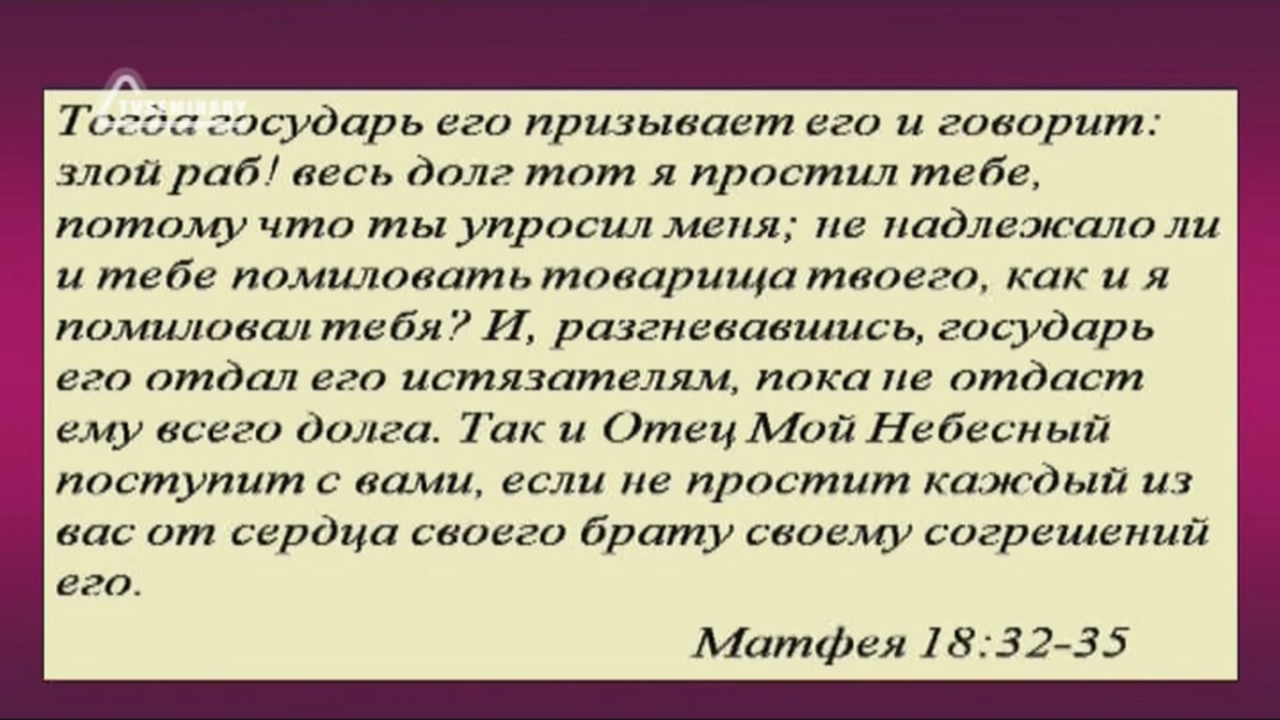 TVSEMINARY
Тогда государь его призывает его и говорит:
злой раб! весь долг тот я простил тебе,
потому что ты упросил меня; не надлежало ли
и тебе помиловать товарища твоего, как и я
помиловал тебя? И, разгневавшись, государь
его отдал его истязателям, пока не отдаст
ему всего долга. Так и Отец Мой Небесный
поступит с вами, если не простит каждый из
вас от сердца своего брату своему согрешений
его.
Матфея 18:32-35